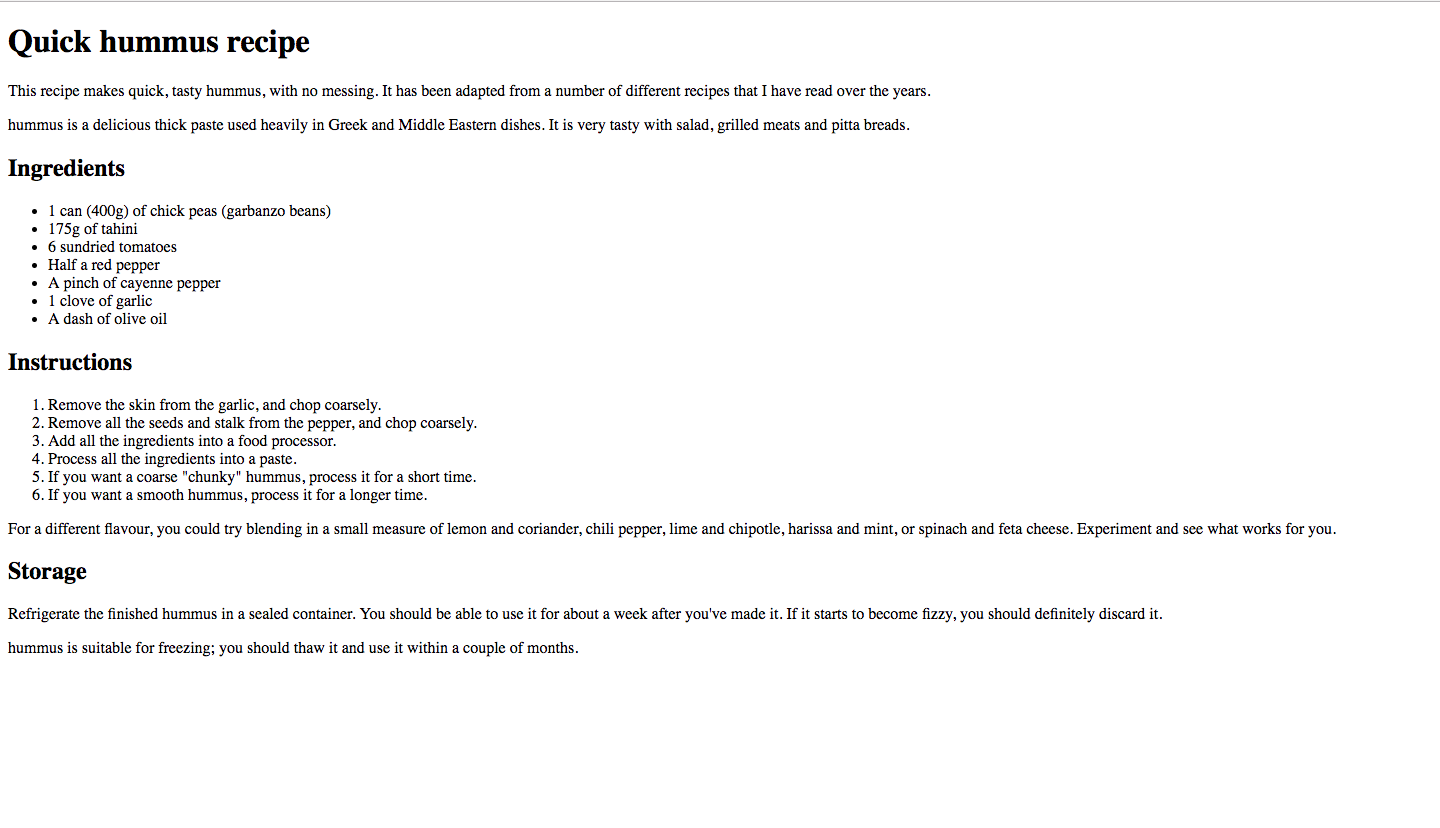 Quick hummus recipe
This recipe makes quick, tasty hummus, with no messing. It has been adapted from a number of different recipes that I have read over the years.
hummus is a delicious thick paste used heavily in Greek and Middle Eastern dishes. It is very tasty with salad, grilled meats and pitta breads.
Ingredients
• 1 can (400g) of chick peas (garbanzo beans)
• 175g of tahini
• 6 sundried tomatoes
• Half a red pepper
• A pinch of cayenne pepper
• 1 clove of garlic
• A dash of olive oil
Instructions
1. Remove the skin from the garlic, and chop coarsely.
2. Remove all the seeds and stalk from the pepper, and chop coarsely.
3. Add all the ingredients into a food processor.
4. Process all the ingredients into a paste.
5. If you want a coarse "chunky" hummus, process it for a short time.
6. If you want a smooth hummus, process it for a longer time.
For a different flavour, you could try blending in a small measure of lemon and coriander, chili pepper, lime and chipotle, harissa and mint, or spinach and feta cheese. Experiment and see what works for you.
Storage
Refrigerate the finished hummus in a sealed container. You should be able to use it for about a week after you've made it. If it starts to become fizzy, you should definitely discard it.
hummus is suitable for freezing; you should thaw it and use it within a couple of months.